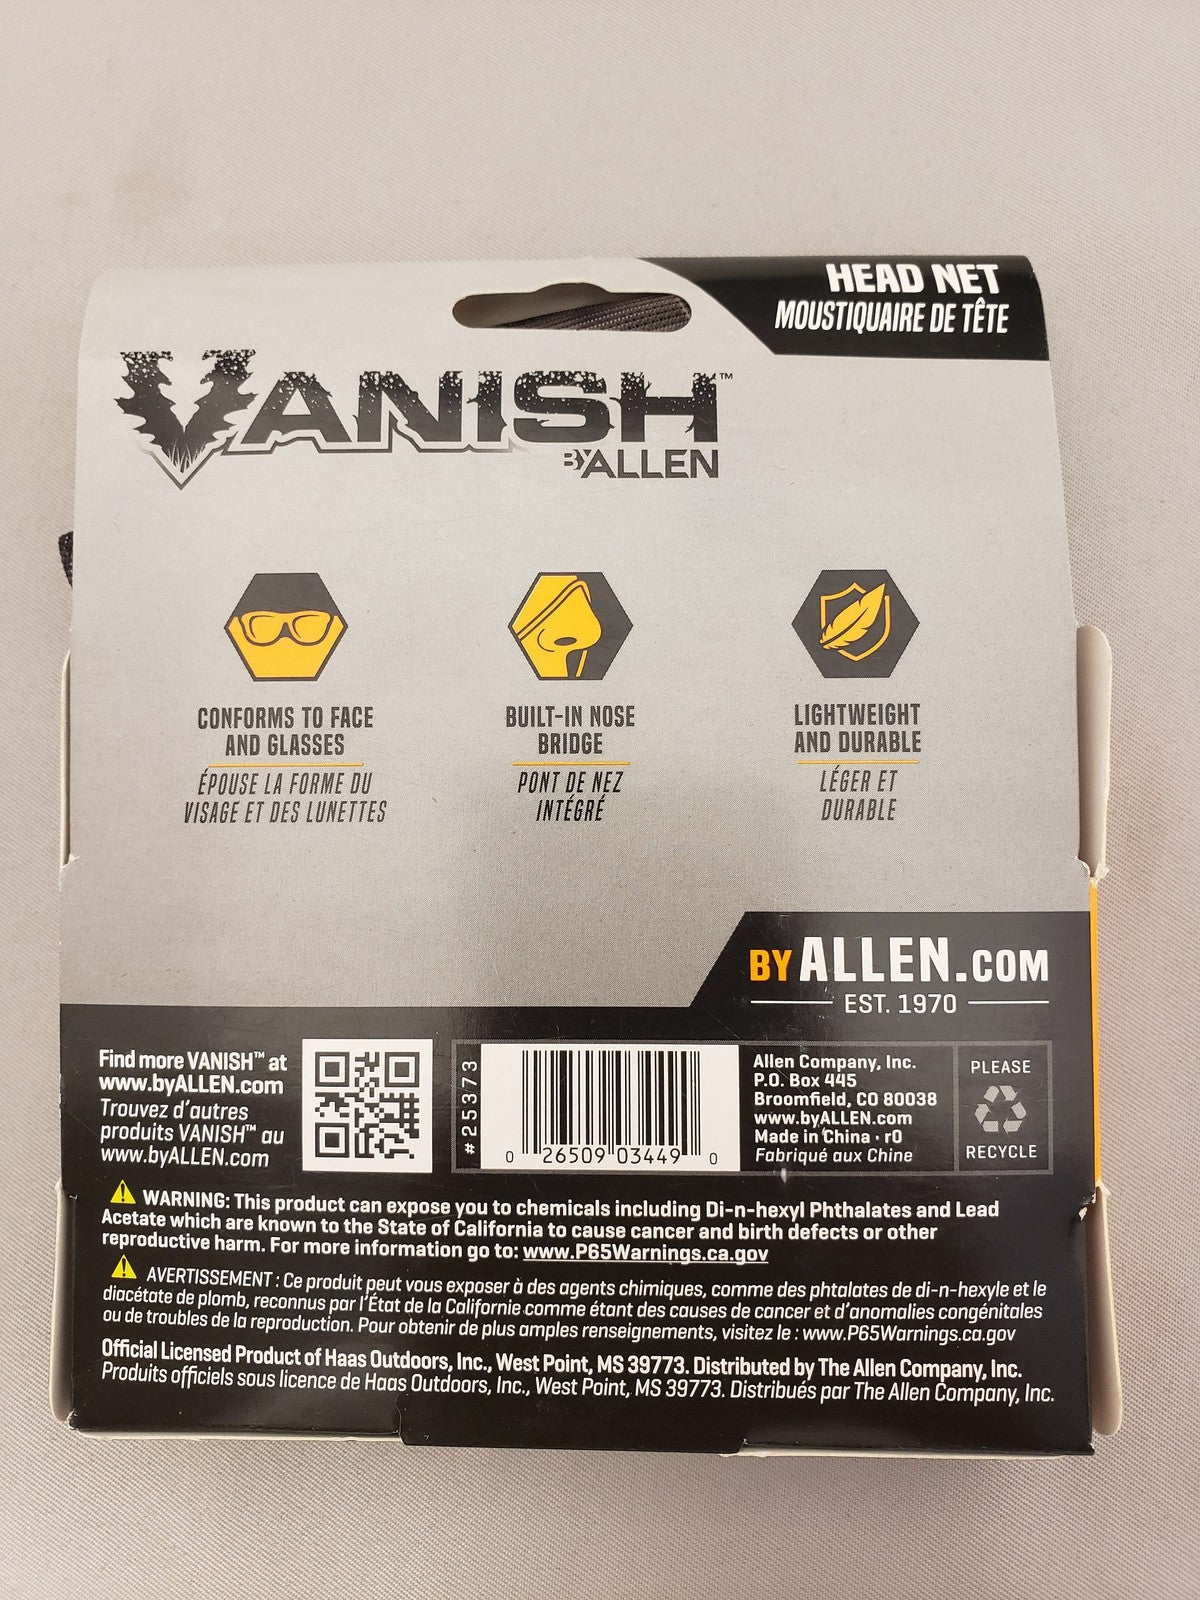 HEAD NET
MOUSTIQUAIRE DE TÊTE
VANISH™
BY ALLEN
CONFORMS TO FACE
AND GLASSES
ÉPOUSE LA FORME DU
VISAGE ET DES LUNETTES
BUILT-IN NOSE
BRIDGE
PONT DE NEZ
INTÉGRÉ
LIGHTWEIGHT
AND DURABLE
LÉGER ET
DURABLE
BY ALLEN.COM
EST. 1970
Find more VANISH™ at
www.byALLEN.com
Trouvez d'autres
produits VANISH™ au
www.byALLEN.com
#25373
0 26509 03449 0
Allen Company, Inc.
P.O. Box 445
Broomfield, CO 80038
www.byALLEN.com
Made in China · r0
Fabriqué aux Chine
PLEASE
RECYCLE
WARNING: This product can expose you to chemicals including Di-n-hexyl Phthalates and Lead
Acetate which are known to the State of California to cause cancer and birth defects or other
reproductive harm. For more information go to: www.P65Warnings.ca.gov
AVERTISSEMENT : Ce produit peut vous exposer à des agents chimiques, comme des phtalates de di-n-hexyle et le
diacétate de plomb, reconnus par l'État de la Californie comme étant des causes de cancer et d'anomalies congénitales
ou de troubles de la reproduction. Pour obtenir de plus amples renseignements, visitez le : www.P65Warnings.ca.gov
Official Licensed Product of Haas Outdoors, Inc., West Point, MS 39773. Distributed by The Allen Company, Inc.
Produits officiels sous licence de Haas Outdoors, Inc., West Point, MS 39773. Distribués par The Allen Company, Inc.